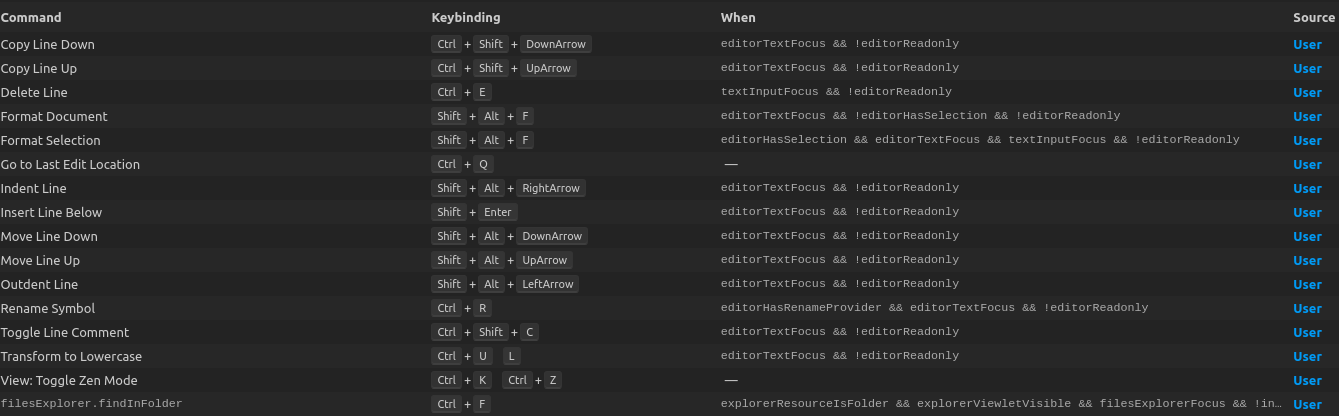 Command Keybinding When Source
Copy Line Down Ctrl + Shift + DownArrow editorTextFocus && !editorReadonly User
Copy Line Up Ctrl + Shift + UpArrow editorTextFocus && !editorReadonly User
Delete Line Ctrl + E textInputFocus && !editorReadonly User
Format Document Shift + Alt + F editorTextFocus && !editorHasSelection && !editorReadonly User
Format Selection Shift + Alt + F editorHasSelection && editorTextFocus && textInputFocus && !editorReadonly User
Go to Last Edit Location Ctrl + Q — User
Indent Line Shift + Alt + RightArrow editorTextFocus && !editorReadonly User
Insert Line Below Shift + Enter editorTextFocus && !editorReadonly User
Move Line Down Shift + Alt + DownArrow editorTextFocus && !editorReadonly User
Move Line Up Shift + Alt + UpArrow editorTextFocus && !editorReadonly User
Outdent Line Shift + Alt + LeftArrow editorTextFocus && !editorReadonly User
Rename Symbol Ctrl + R editorHasRenameProvider && editorTextFocus && !editorReadonly User
Toggle Line Comment Ctrl + Shift + C editorTextFocus && !editorReadonly User
Transform to Lowercase Ctrl + U L editorTextFocus && !editorReadonly User
View: Toggle Zen Mode Ctrl + K Ctrl + Z — User
filesExplorer.findInFolder Ctrl + F explorerResourceIsFolder && explorerViewletVisible && filesExplorerFocus && !in… User